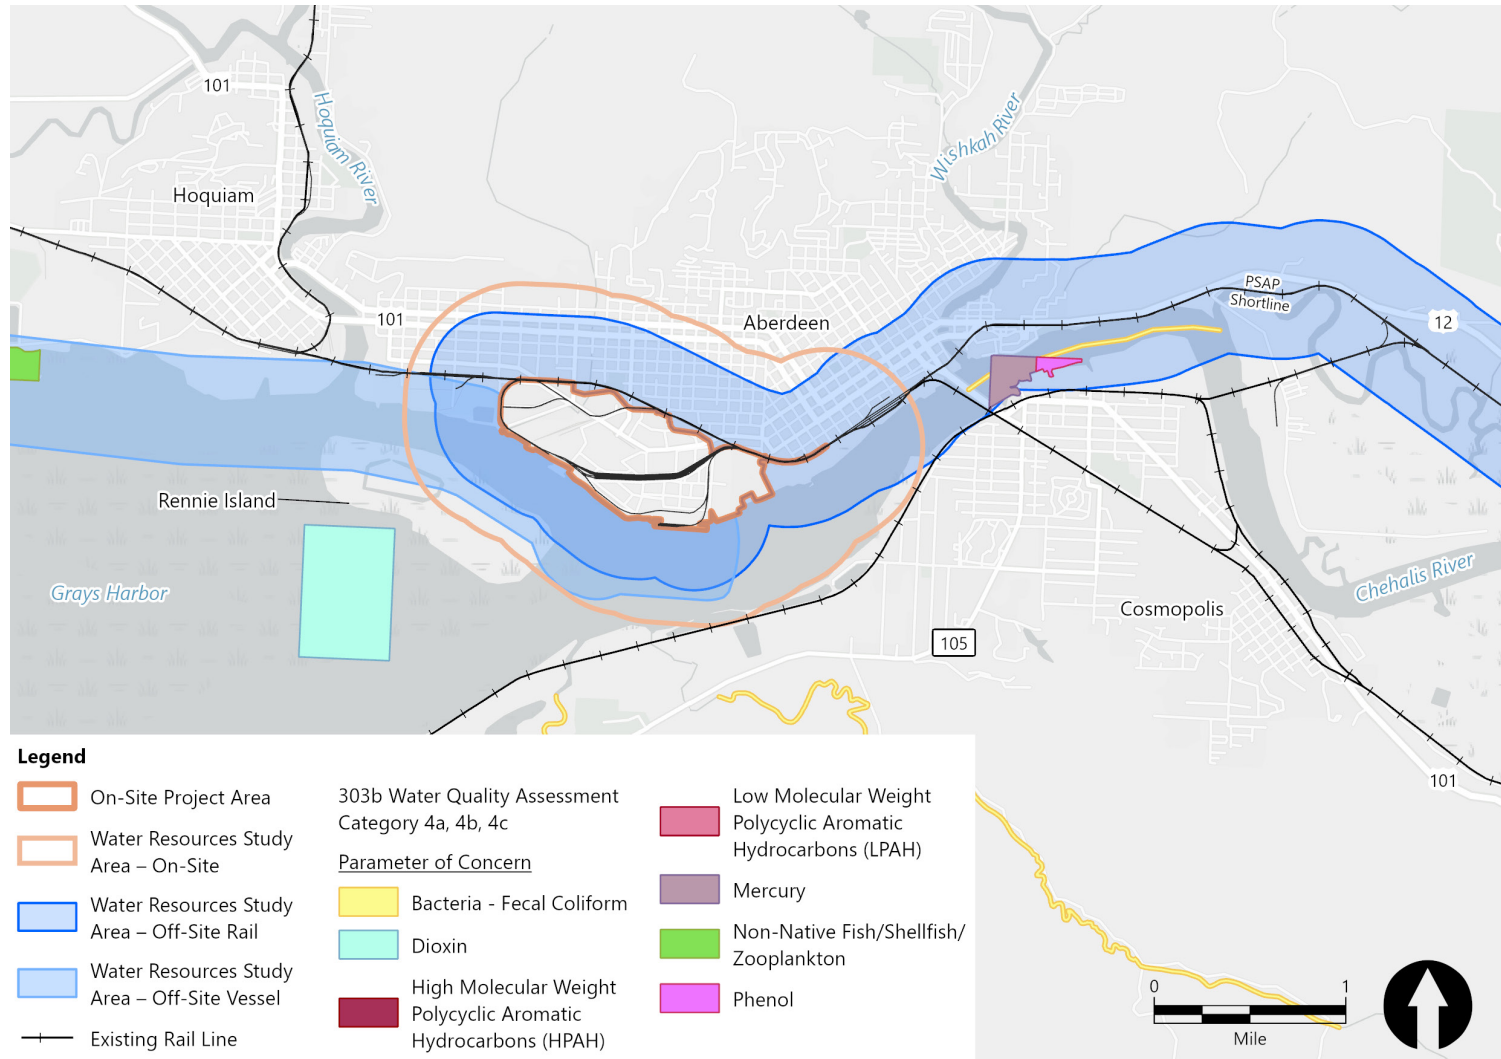 101
Hoquiam River
Wishkah River
Hoquiam
PSAP
Shortline
101
Aberdeen
12
Rennie Island
Grays Harbor
Chehalis River
Cosmopolis
105
101
Legend
On-Site Project Area
Water Resources Study
Area – On-Site
Water Resources Study
Area – Off-Site Rail
Water Resources Study
Area – Off-Site Vessel
Existing Rail Line
303b Water Quality Assessment
Category 4a, 4b, 4c
Parameter of Concern
Bacteria - Fecal Coliform
Dioxin
High Molecular Weight
Polycyclic Aromatic
Hydrocarbons (HPAH)
Low Molecular Weight
Polycyclic Aromatic
Hydrocarbons (LPAH)
Mercury
Non-Native Fish/Shellfish/
Zooplankton
Phenol
0 1
Mile